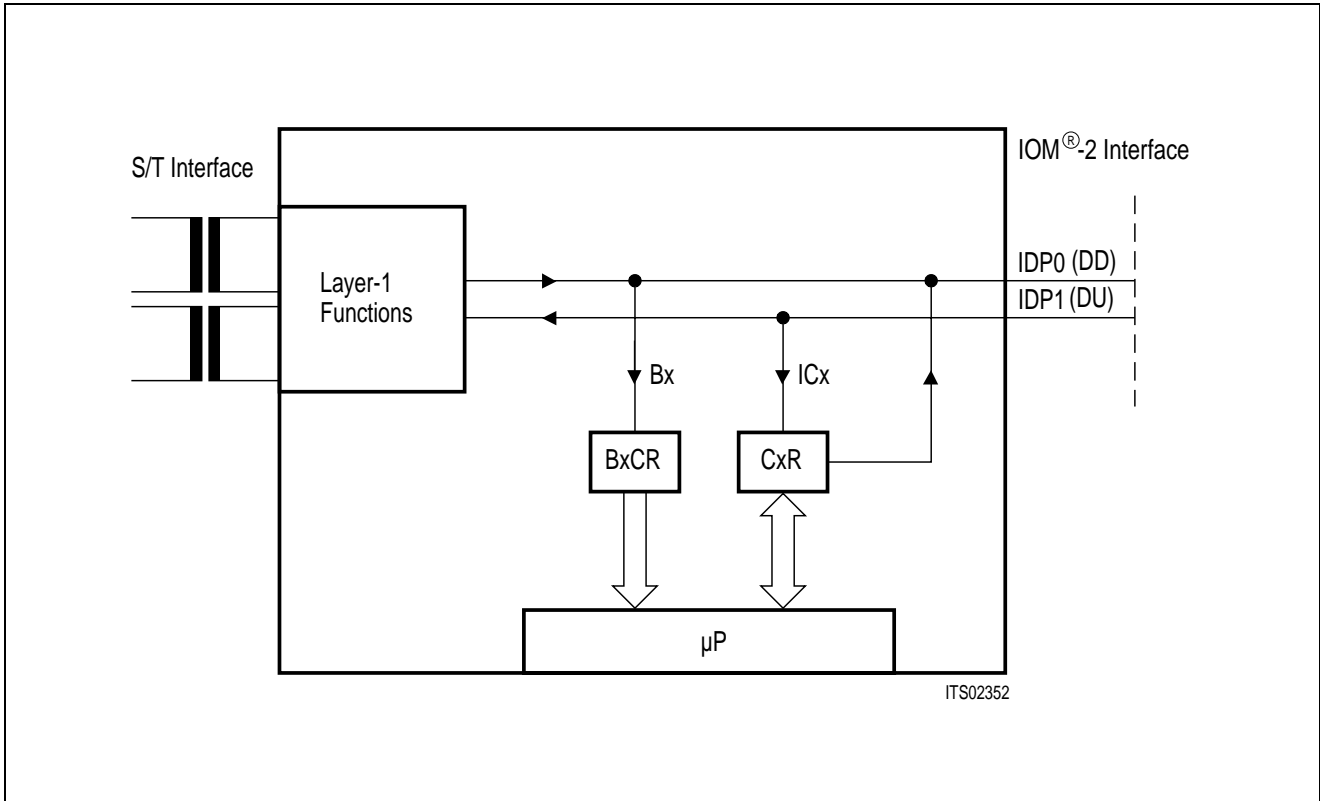 S/T Interface
IOM®-2 Interface
Layer-1
Functions
IDP0 (DD)
IDP1 (DU)
Bx
ICx
BxCR
CxR
µP
ITS02352